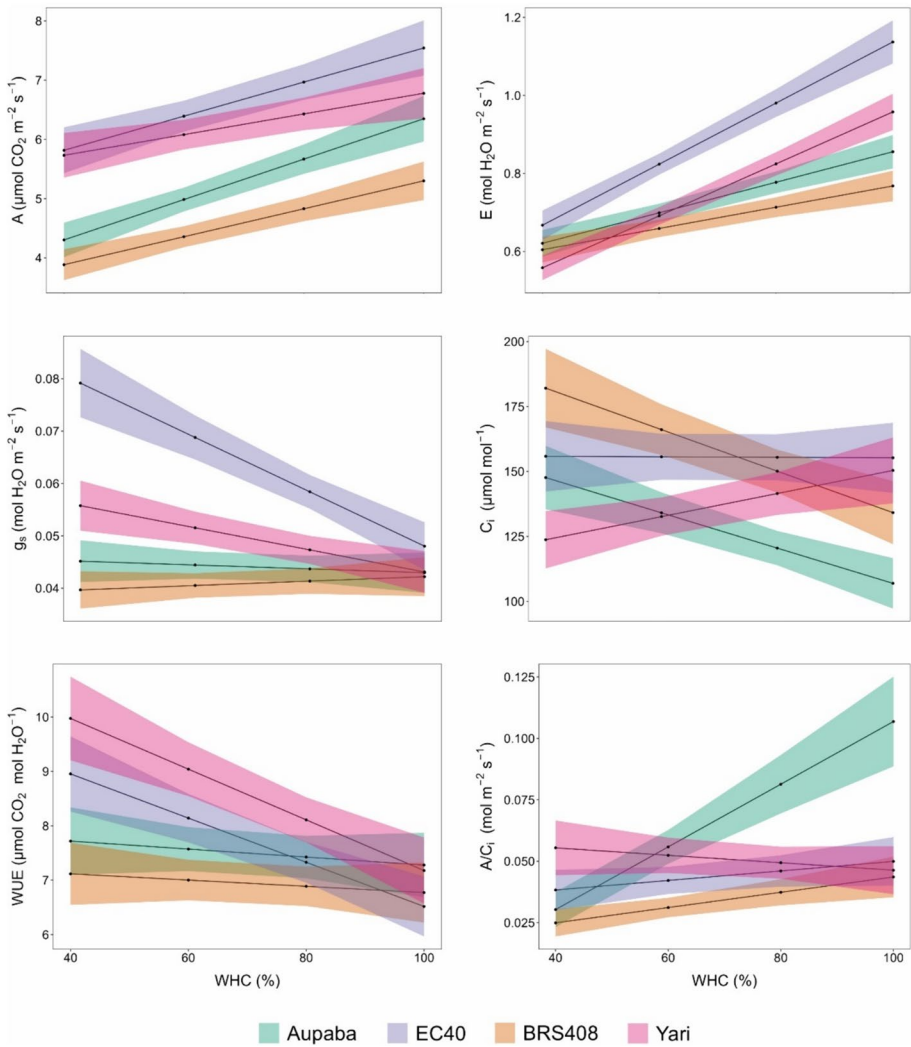 A (μmol CO₂ m⁻² s⁻¹)
8
7
6
5
4
E (mol H₂O m⁻² s⁻¹)
1.2
1.0
0.8
0.6
gₛ (mol H₂O m⁻² s⁻¹)
0.08
0.07
0.06
0.05
0.04
Cᵢ (μmol mol⁻¹)
200
175
150
125
100
WUE (μmol CO₂ mol H₂O⁻¹)
10
9
8
7
6
40 60 80 100
WHC (%)
A/Cᵢ (mol m⁻² s⁻¹)
0.125
0.100
0.075
0.050
0.025
40 60 80 100
WHC (%)
Aupaba EC40 BRS408 Yari